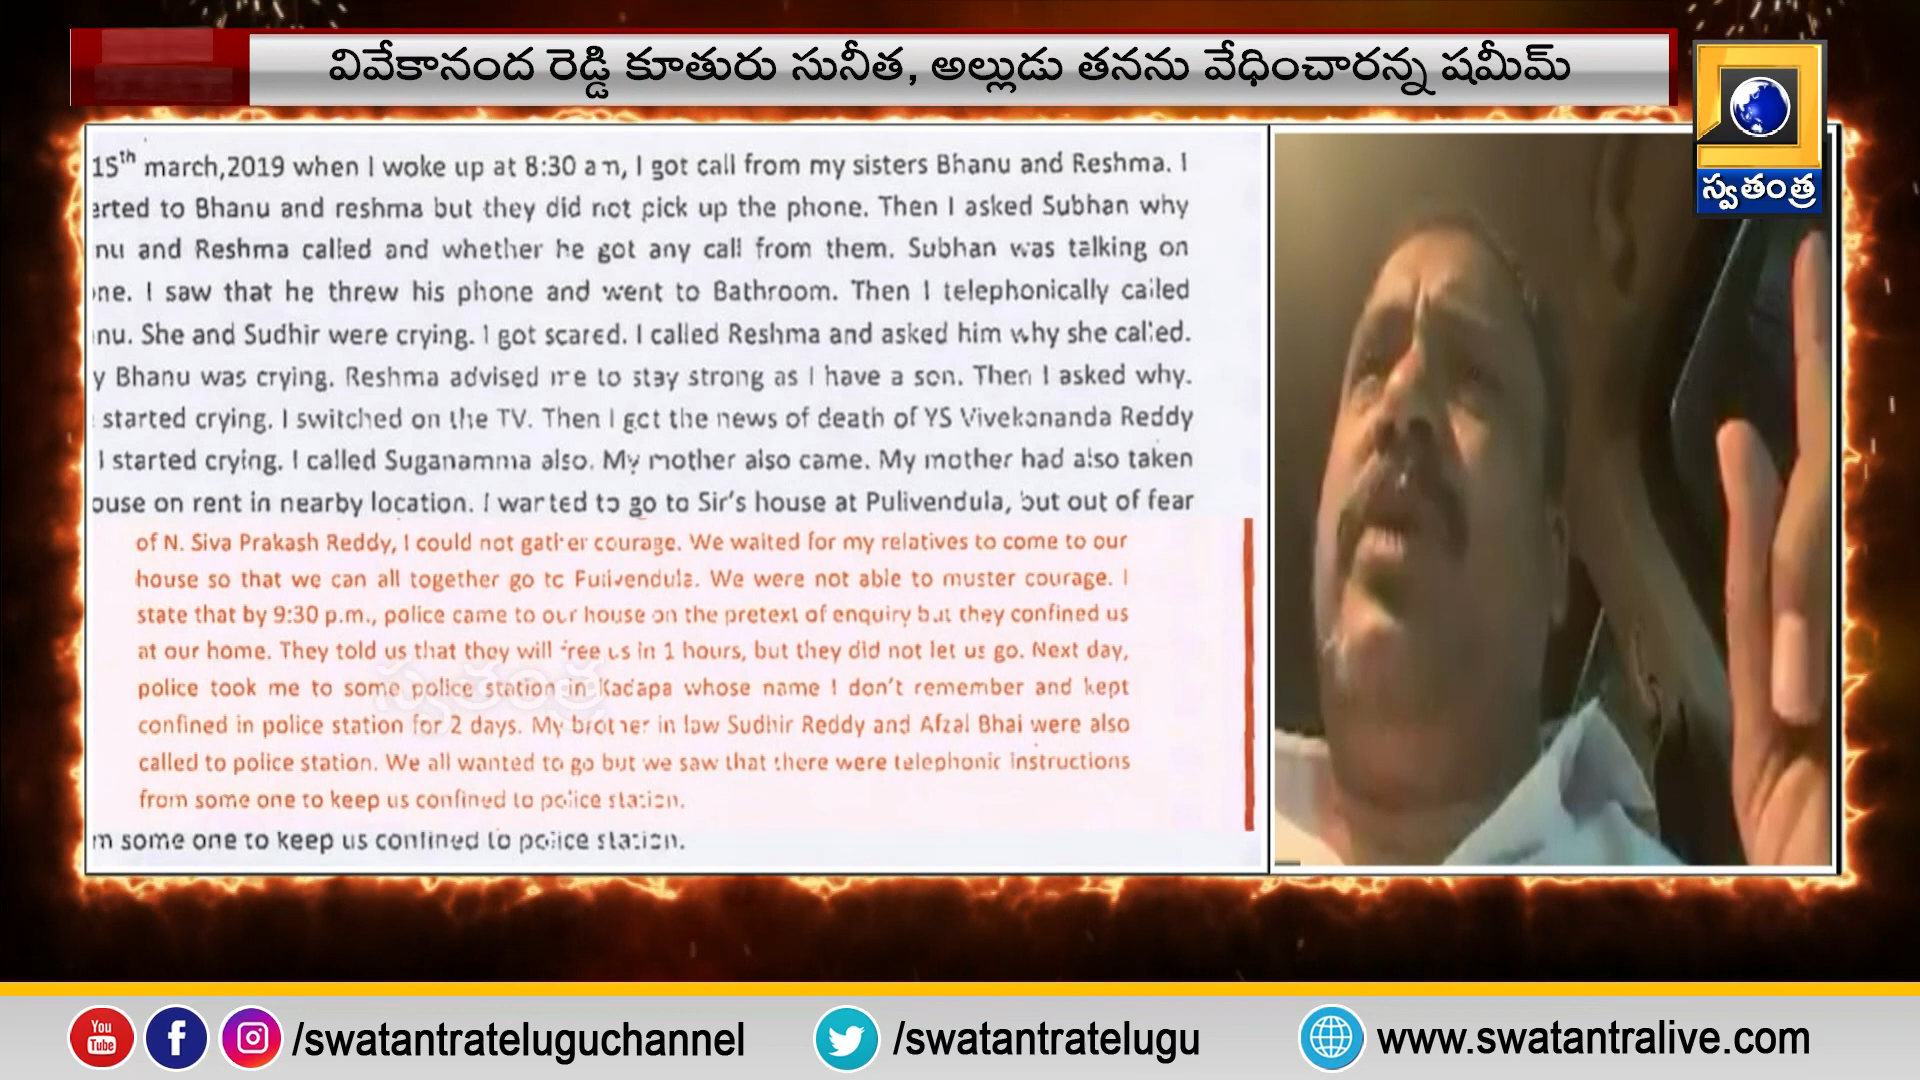 వివేకానంద రెడ్డి కూతురు సునీత, అల్లుడు తనను వేధించారన్న షమీమ్
స్వతంత్ర
15th march,2019 when I woke up at 8:30 am, I got call from my sisters Bhanu and Reshma. I
erted to Bhanu and reshma but they did not pick up the phone. Then I asked Subhan why
nu and Reshma called and whether he got any call from them. Subhan was talking on
ne. I saw that he threw his phone and went to Bathroom. Then I telephonically called
nu. She and Sudhir were crying. I got scared. I called Reshma and asked him why she called.
y Bhanu was crying. Reshma advised me to stay strong as I have a son. Then I asked why.
started crying. I switched on the TV. Then I got the news of death of YS Vivekananda Reddy
I started crying. I called Suganamma also. My mother also came. My mother had also taken
ouse on rent in nearby location. I wanted to go to Sir's house at Pulivendula, but out of fear
of N. Siva Prakash Reddy, I could not gather courage. We waited for my relatives to come to our
house so that we can all together go to Pulivendula. We were not able to muster courage. I
state that by 9:30 p.m., police came to our house on the pretext of enquiry but they confined us
at our home. They told us that they will free us in 1 hours, but they did not let us go. Next day,
police took me to some police station in Kadapa whose name I don't remember and kept
confined in police station for 2 days. My brother in law Sudhir Reddy and Afzal Bhai were also
called to police station. We all wanted to go but we saw that there were telephonic instructions
from some one to keep us confined to police station.
m some one to keep us confined to police station.
స్వతంత్ర
You Tube /swatantrateluguchannel /swatantratelugu www.swatantralive.com